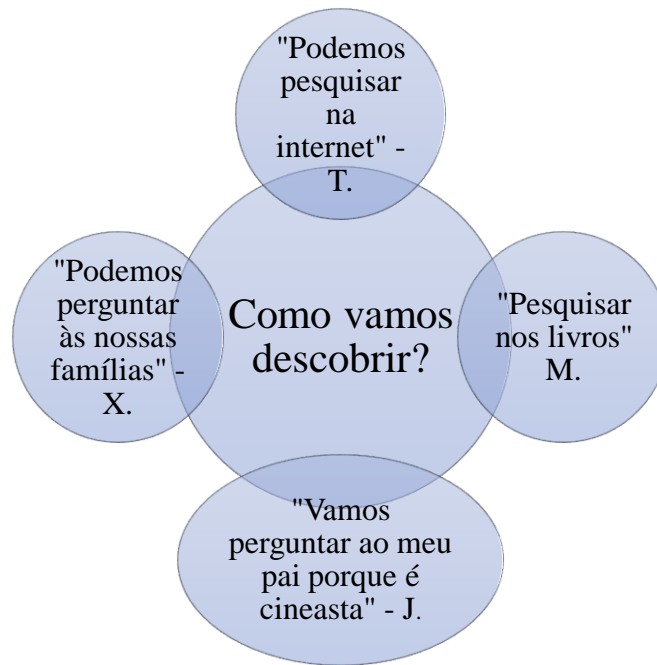 "Podemos
pesquisar
na
internet" -
T.
"Podemos
perguntar
às nossas
famílias" -
X.
Como vamos
descobrir?
"Pesquisar
nos livros"
M.
"Vamos
perguntar ao meu
pai porque é
cineasta" - J.